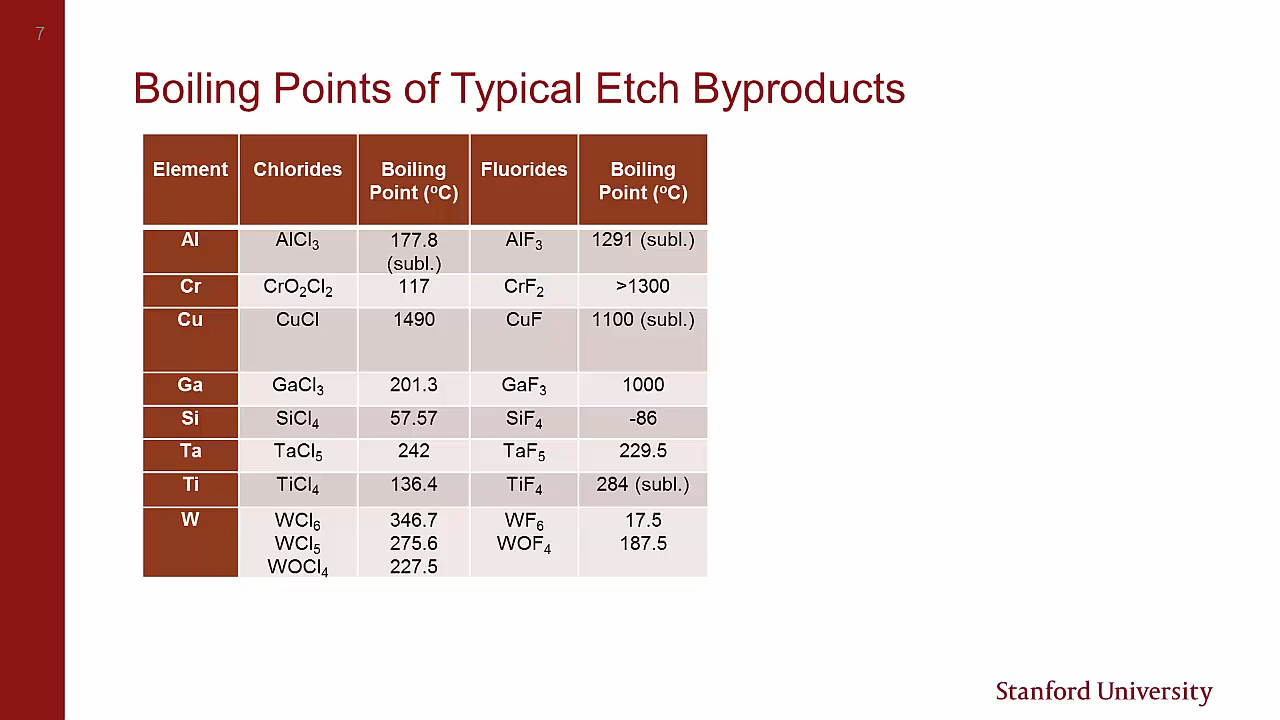 7
Boiling Points of Typical Etch Byproducts
Element Chlorides Boiling Point (ºC) Fluorides Boiling Point (ºC)
Al AlCl₃ 177.8 (subl.) AlF₃ 1291 (subl.)
Cr CrO₂Cl₂ 117 CrF₂ >1300
Cu CuCl 1490 CuF 1100 (subl.)
Ga GaCl₃ 201.3 GaF₃ 1000
Si SiCl₄ 57.57 SiF₄ -86
Ta TaCl₅ 242 TaF₅ 229.5
Ti TiCl₄ 136.4 TiF₄ 284 (subl.)
W WCl₆ 346.7 WF₆ 17.5
WCl₅ 275.6 WOF₄ 187.5
WOCl₄ 227.5
Stanford University